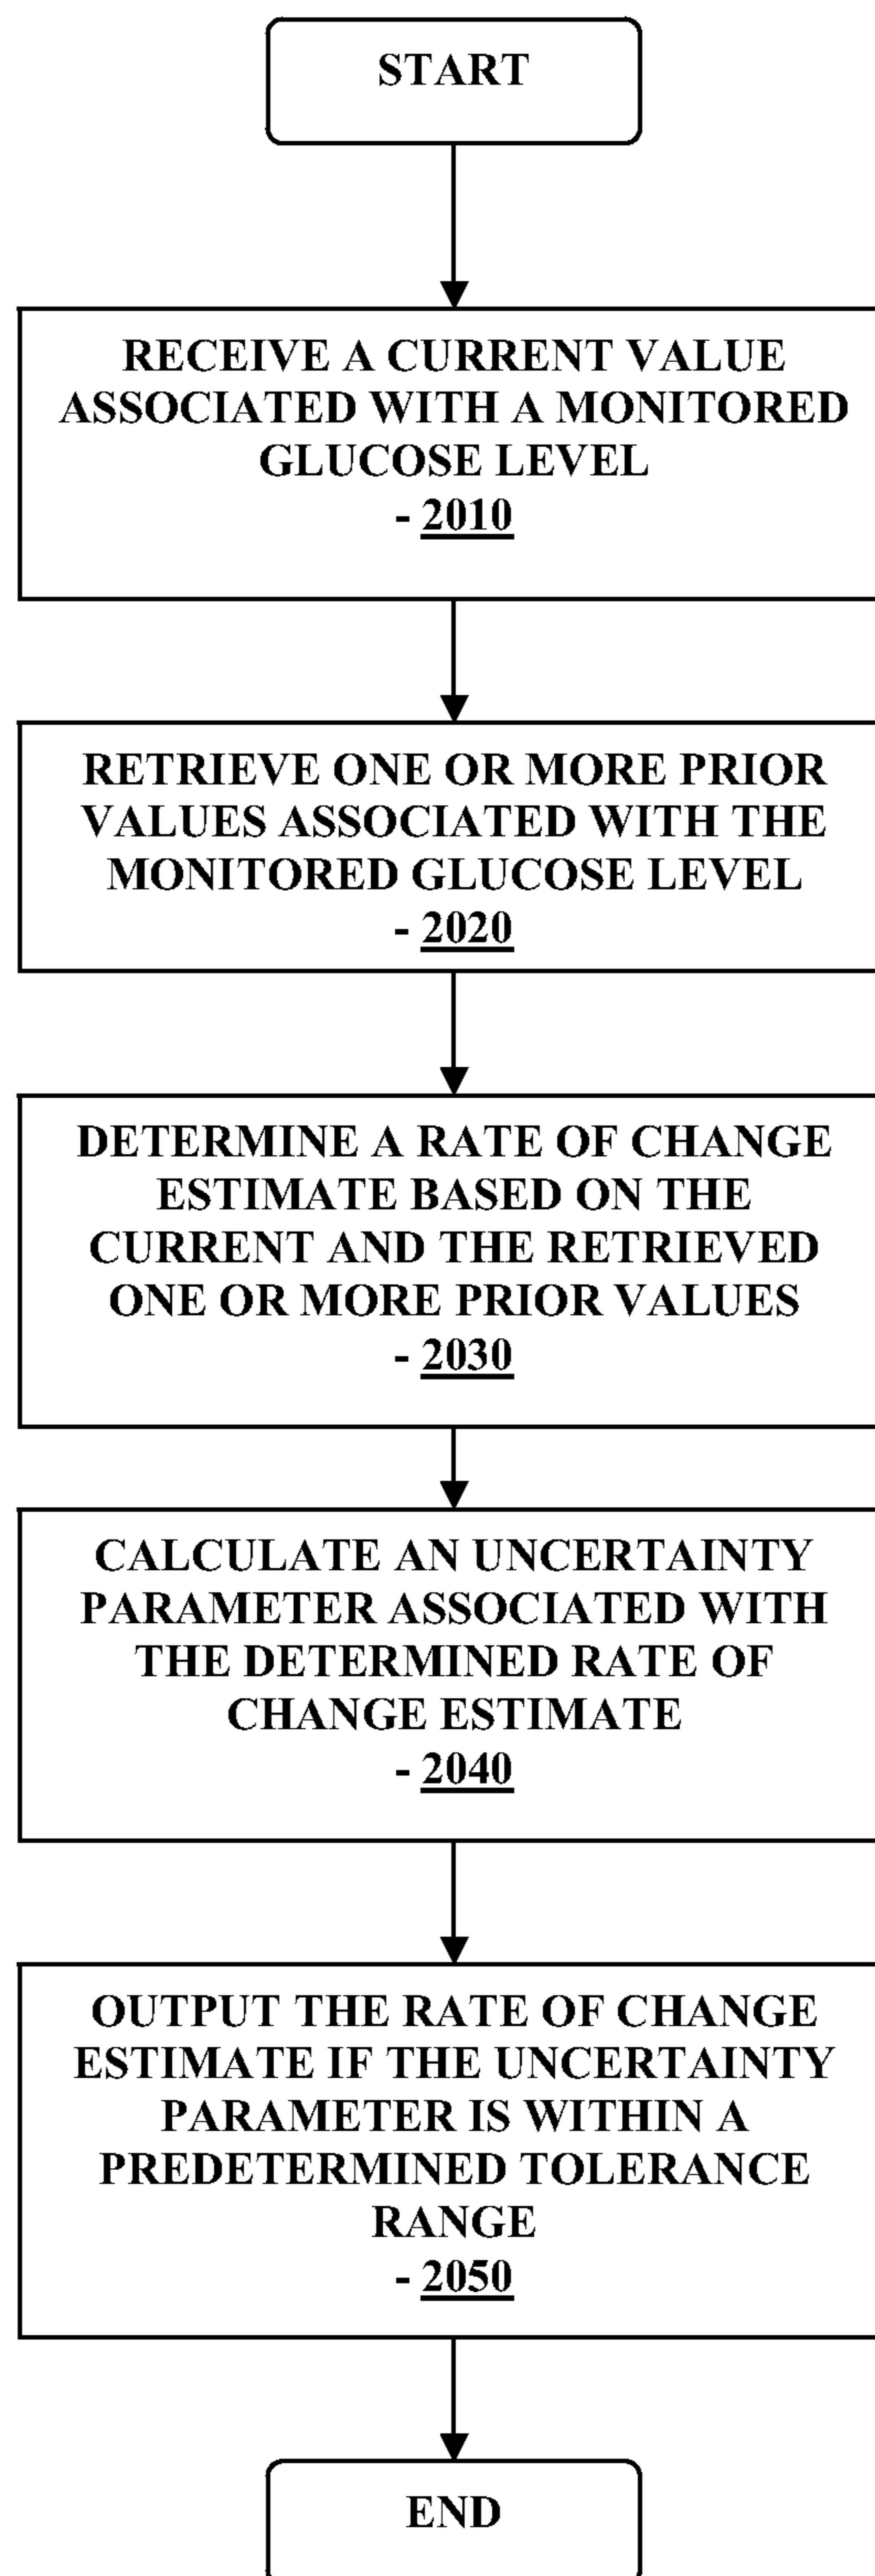 START
RECEIVE A CURRENT VALUE
ASSOCIATED WITH A MONITORED
GLUCOSE LEVEL
- 2010
RETRIEVE ONE OR MORE PRIOR
VALUES ASSOCIATED WITH THE
MONITORED GLUCOSE LEVEL
- 2020
DETERMINE A RATE OF CHANGE
ESTIMATE BASED ON THE
CURRENT AND THE RETRIEVED
ONE OR MORE PRIOR VALUES
- 2030
CALCULATE AN UNCERTAINTY
PARAMETER ASSOCIATED WITH
THE DETERMINED RATE OF
CHANGE ESTIMATE
- 2040
OUTPUT THE RATE OF CHANGE
ESTIMATE IF THE UNCERTAINTY
PARAMETER IS WITHIN A
PREDETERMINED TOLERANCE
RANGE
- 2050
END